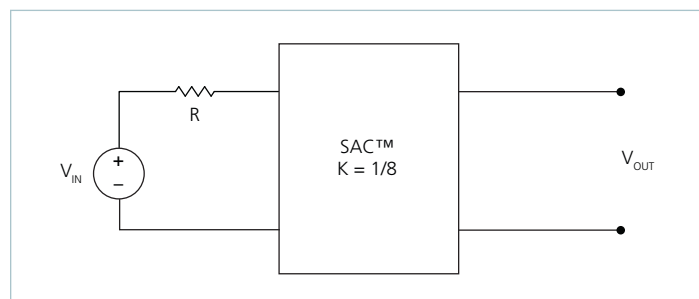 R
SAC™
K = 1/8
+
V_IN
–
V_OUT